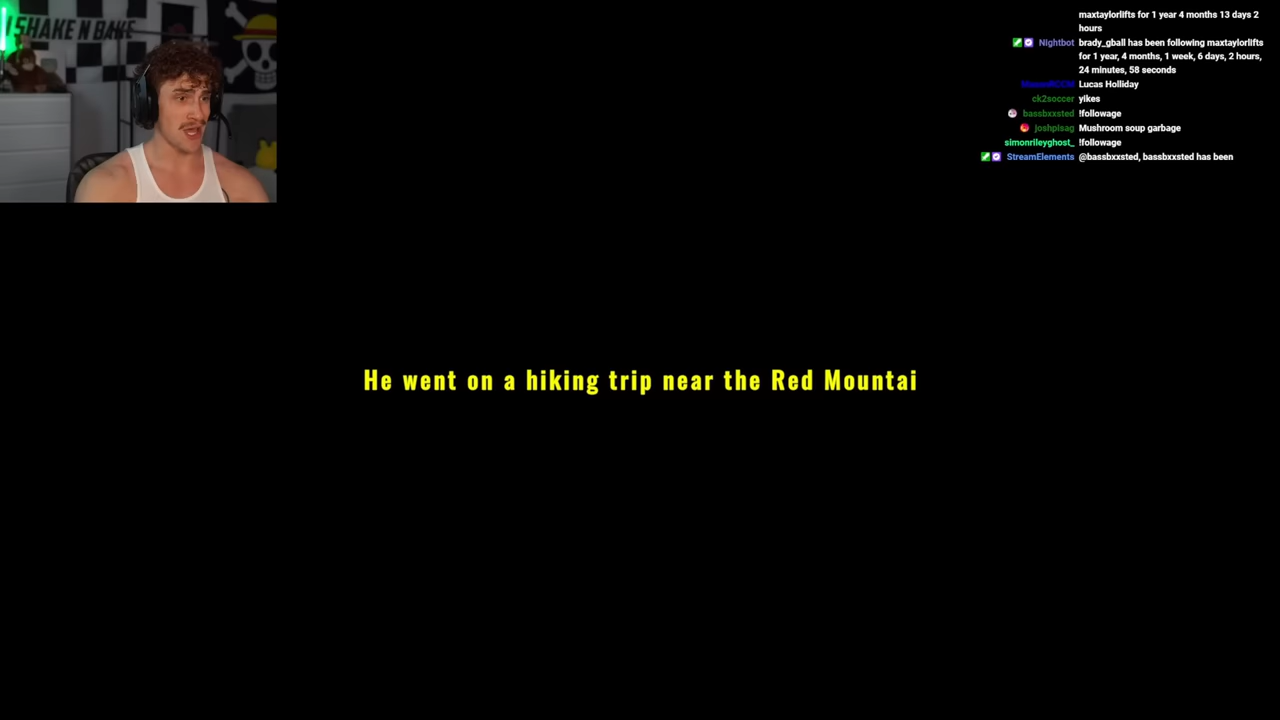 SHAKE N BAKE
maxtaylorlifts for 1 year 4 months 13 days 2
hours
Nightbot brady_gball has been following maxtaylorlifts
for 1 year, 4 months, 1 week, 6 days, 2 hours,
24 minutes, 58 seconds
Lucas Holliday
ck2soccer yikes
bassbxxsted !followage
joshpisag Mushroom soup garbage
simonrileyghost_ !followage
StreamElements @bassbxxsted, bassbxxsted has been
He went on a hiking trip near the Red Mountai